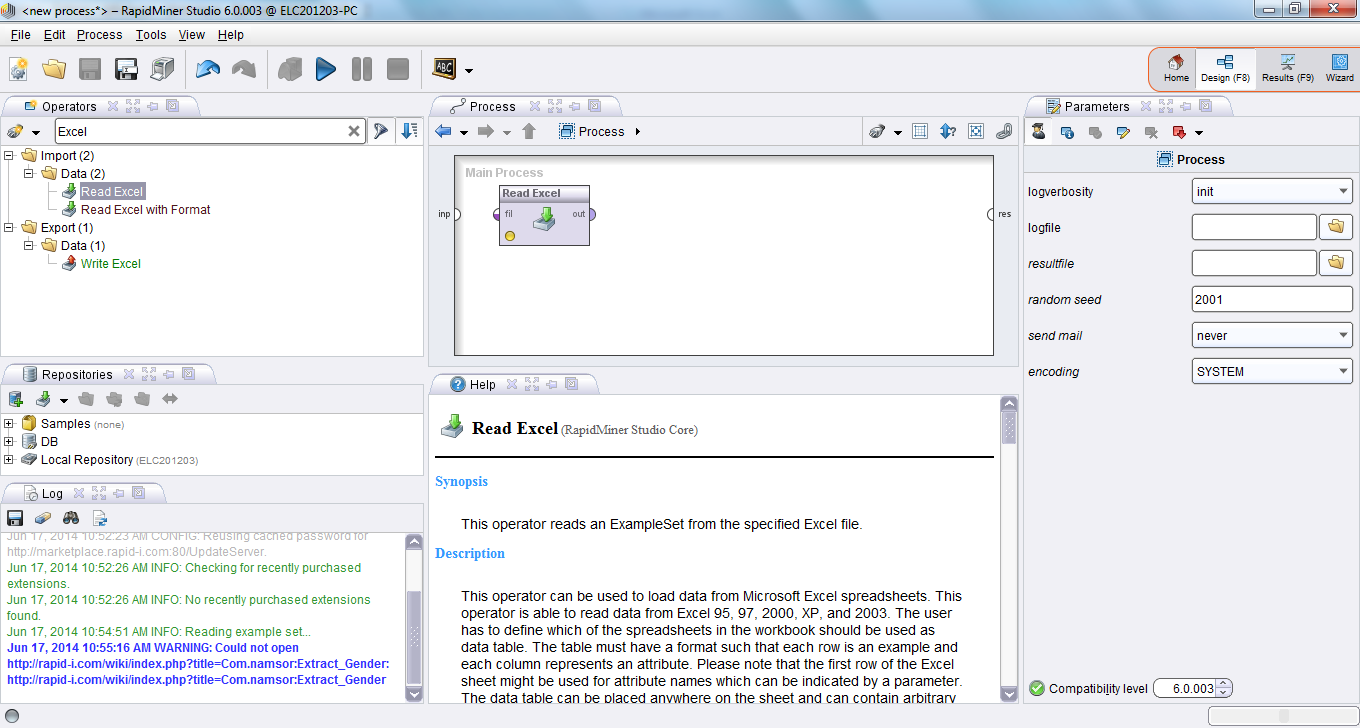 <new process*> – RapidMiner Studio 6.0.003 @ ELC201203-PC
File Edit Process Tools View Help
ABC
Home Design (F8) Results (F9) Wizard
Operators
Excel
Import (2)
Data (2)
Read Excel
Read Excel with Format
Export (1)
Data (1)
Write Excel
Repositories
Samples (none)
DB
Local Repository (ELC201203)
Log
Jun 17, 2014 10:52:23 AM CONFIG: Reusing cached password for
http://marketplace.rapid-i.com:80/UpdateServer.
Jun 17, 2014 10:52:26 AM INFO: Checking for recently purchased
extensions.
Jun 17, 2014 10:52:26 AM INFO: No recently purchased extensions
found.
Jun 17, 2014 10:54:51 AM INFO: Reading example set...
Jun 17, 2014 10:55:16 AM WARNING: Could not open
http://rapid-i.com/wiki/index.php?title=Com.namsor:Extract_Gender:
http://rapid-i.com/wiki/index.php?title=Com.namsor:Extract_Gender
Process
Process
Main Process
Read Excel
inp fil out res
Help
Read Excel (RapidMiner Studio Core)
Synopsis
This operator reads an ExampleSet from the specified Excel file.
Description
This operator can be used to load data from Microsoft Excel spreadsheets. This
operator is able to read data from Excel 95, 97, 2000, XP, and 2003. The user
has to define which of the spreadsheets in the workbook should be used as
data table. The table must have a format such that each row is an example and
each column represents an attribute. Please note that the first row of the Excel
sheet might be used for attribute names which can be indicated by a parameter.
The data table can be placed anywhere on the sheet and can contain arbitrary
Parameters
Process
logverbosity init
logfile
resultfile
random seed 2001
send mail never
encoding SYSTEM
Compatibility level 6.0.003